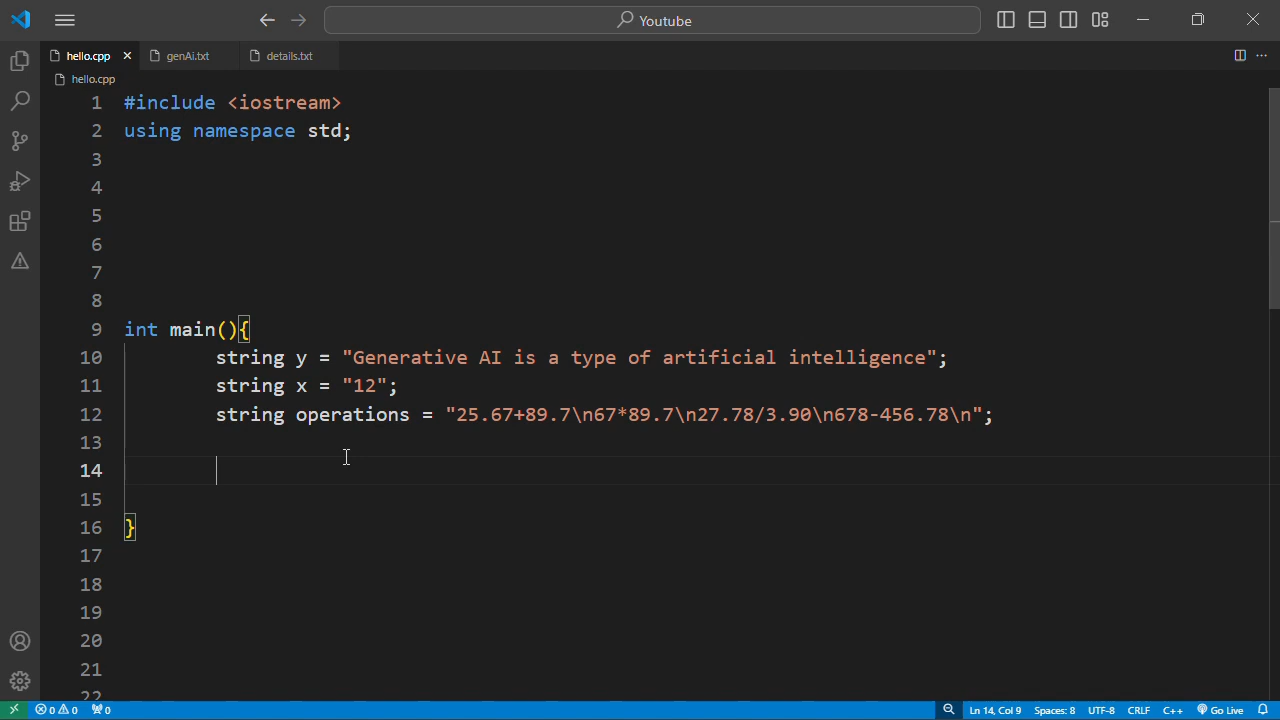 Youtube
hello.cpp genAi.txt details.txt
hello.cpp
1 #include <iostream>
2 using namespace std;
3
4
5
6
7
8
9 int main(){
10 string y = "Generative AI is a type of artificial intelligence";
11 string x = "12";
12 string operations = "25.67+89.7\n67*89.7\n27.78/3.90\n678-456.78\n";
13
14
15
16 }
17
18
19
20
21
22
0 0 0 Ln 14, Col 9 Spaces: 8 UTF-8 CRLF C++ Go Live